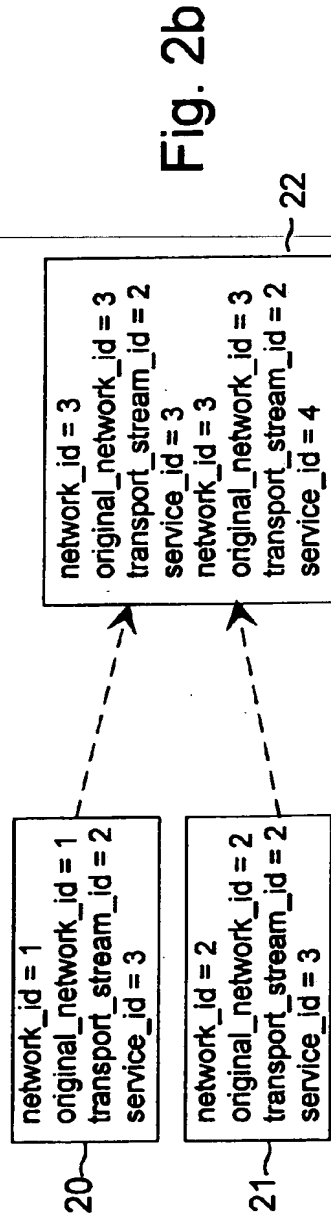 20
network_id = 1
original_network_id = 1
transport_stream_id = 2
service_id = 3
21
network_id = 2
original_network_id = 2
transport_stream_id = 2
service_id = 3
network_id = 3
original_network_id = 3
transport_stream_id = 2
service_id = 3
network_id = 3
original_network_id = 3
transport_stream_id = 2
service_id = 4
22
Fig. 2b